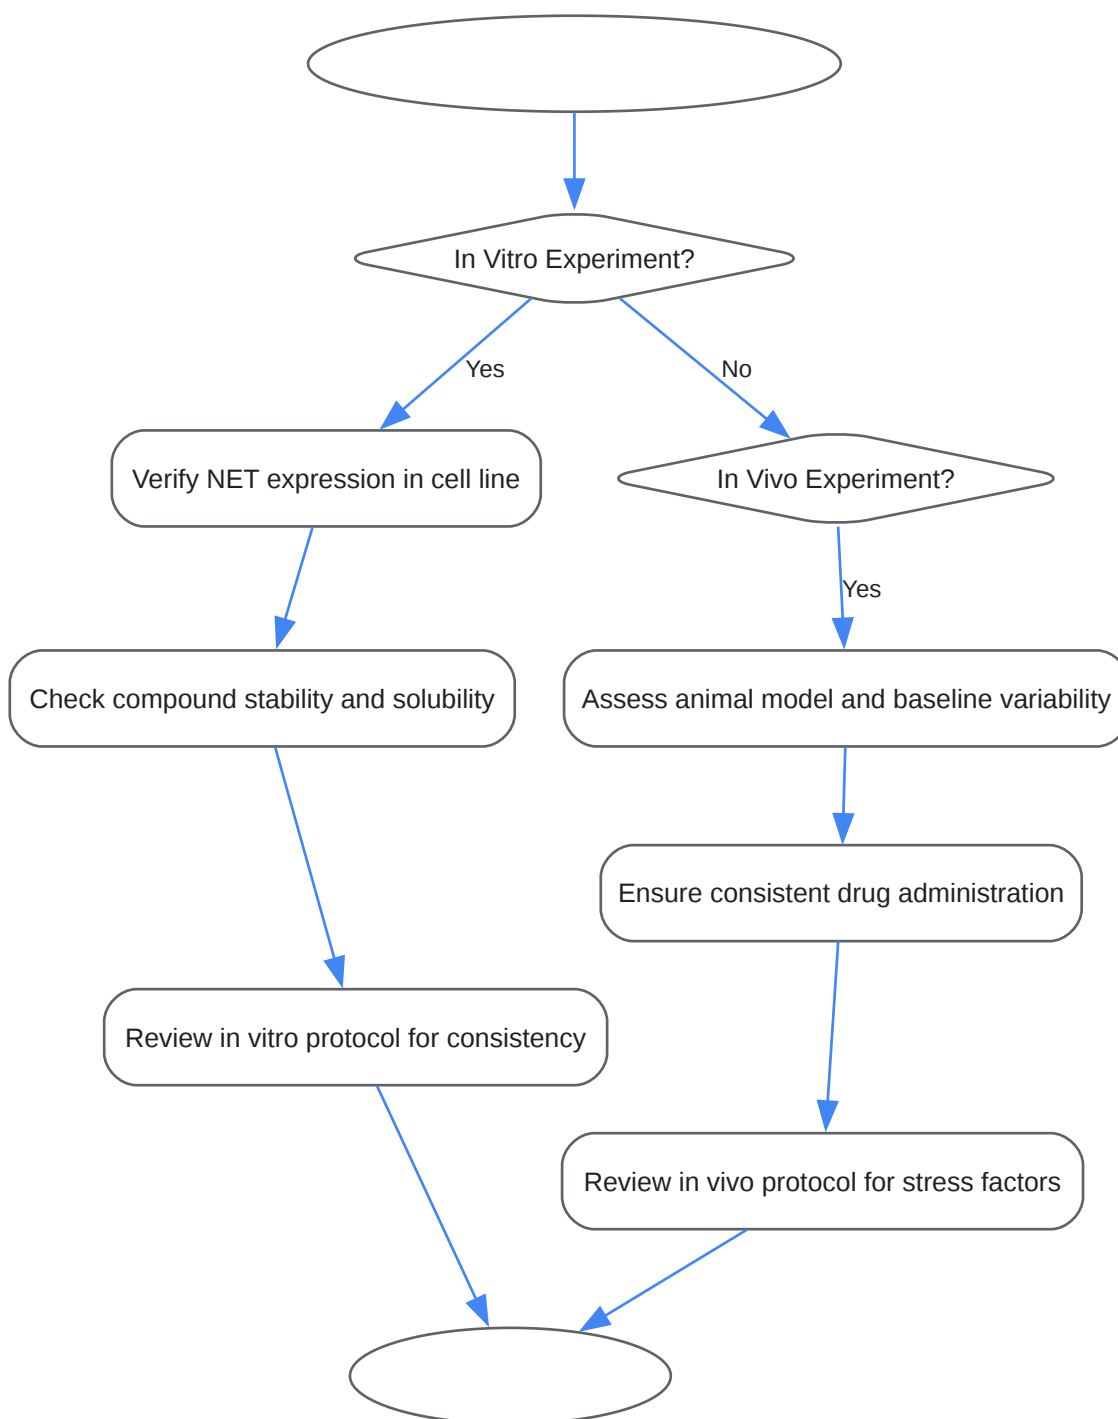 In Vitro Experiment?
Yes
No
Verify NET expression in cell line
In Vivo Experiment?
Yes
Check compound stability and solubility
Assess animal model and baseline variability
Ensure consistent drug administration
Review in vitro protocol for consistency
Review in vivo protocol for stress factors